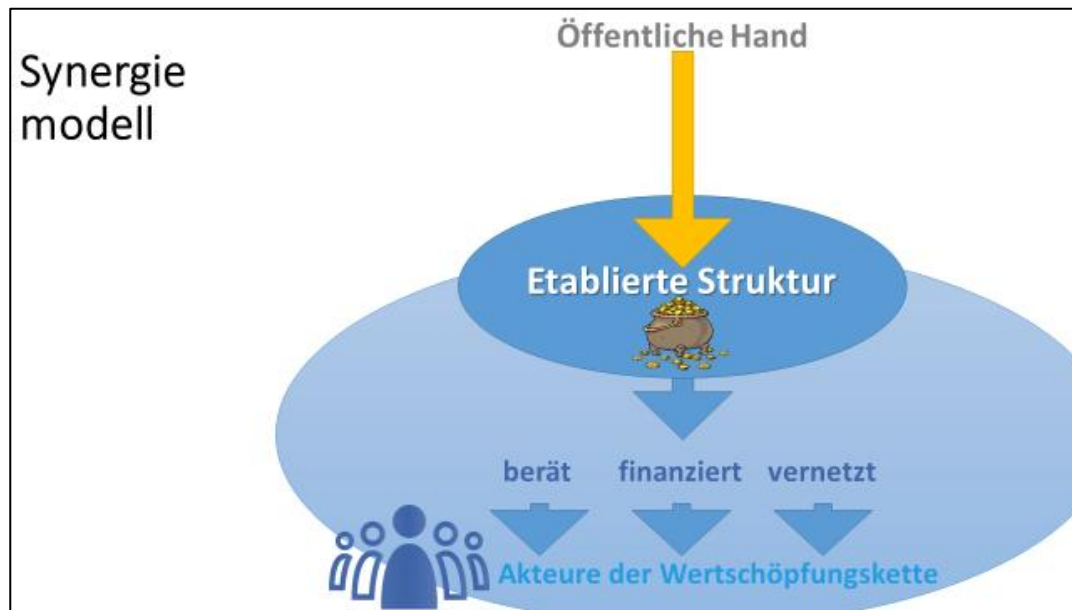 Öffentliche Hand
Synergie
modell
Etablierte Struktur
berät finanziert vernetzt
Akteure der Wertschöpfungskette